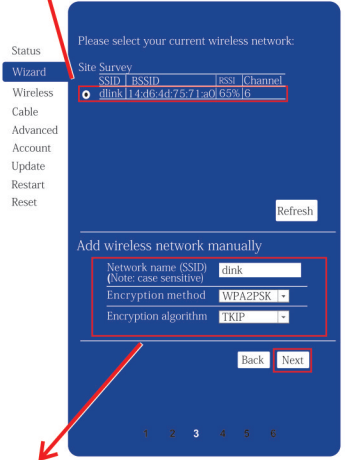 Please select your current wireless network:
Status
Wizard
Wireless
Cable
Advanced
Account
Update
Restart
Reset
Site Survey
SSID BSSID RSSI Channel
dlink 14:d6:4d:75:71:a0 65% 6
Refresh
Add wireless network manually
Network name (SSID) dink
(Note: case sensitive)
Encryption method WPA2PSK
Encryption algorithm TKIP
Back Next
1 2 3 4 5 6